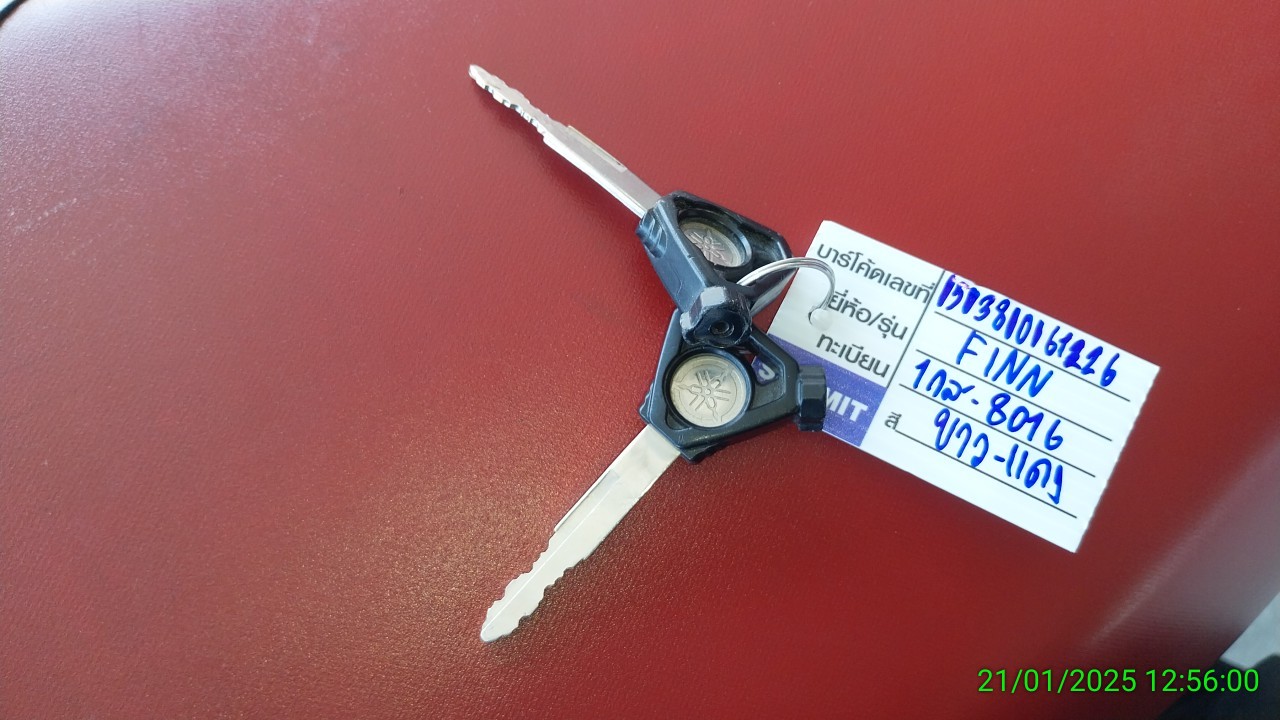 บาร์โค้ดเลขที่ 1503810161226
ยี่ห้อ/รุ่น FINN
ทะเบียน 1กส-8016
สี ขาว-แดง
MIT
21/01/2025 12:56:00